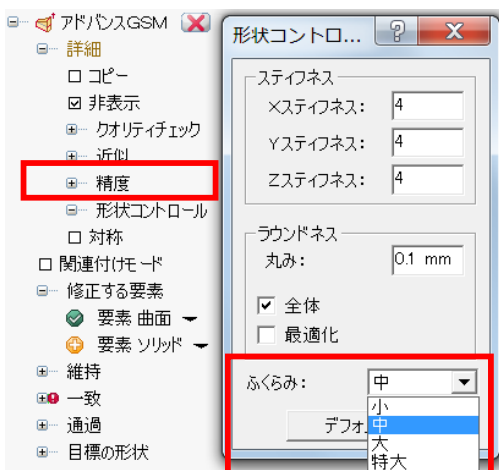 アドバンスGSM
詳細
コピー
非表示
クオリティチェック
近似
精度
形状コントロール
対称
関連付けモード
修正する要素
要素 曲面
要素 ソリッド
維持
一致
通過
目標の形状
形状コントロ...
スティフネス
Xスティフネス: 4
Yスティフネス: 4
Zスティフネス: 4
ラウンドネス
丸み: 0.1 mm
全体
最適化
ふくらみ: 中
小
中
大
特大
デフォ